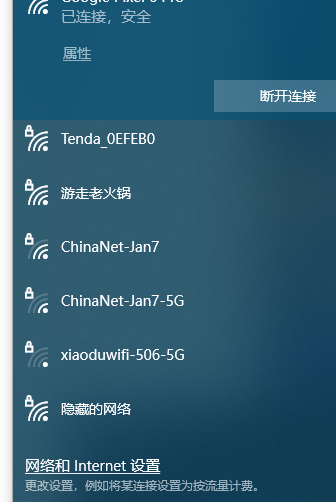 已连接，安全
属性
断开连接
Tenda_0EFEB0
游走老火锅
ChinaNet-Jan7
ChinaNet-Jan7-5G
xiaoduwifi-506-5G
隐藏的网络
网络和 Internet 设置
更改设置，例如将某连接设置为按流量计费。